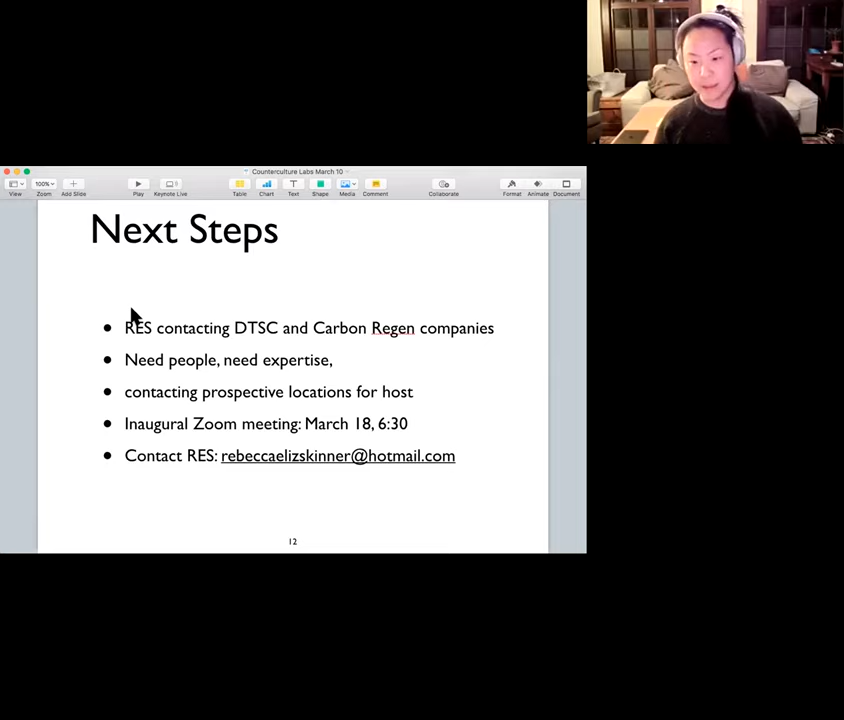 Counterculture Labs March 10
100%
View
Zoom
Add Slide
Play
Keynote Live
Table
Chart
Text
Shape
Media
Comment
Collaborate
Format
Animate
Document
Next Steps
• RES contacting DTSC and Carbon Regen companies
• Need people, need expertise,
• contacting prospective locations for host
• Inaugural Zoom meeting: March 18, 6:30
• Contact RES: rebeccaelizskinner@hotmail.com
12